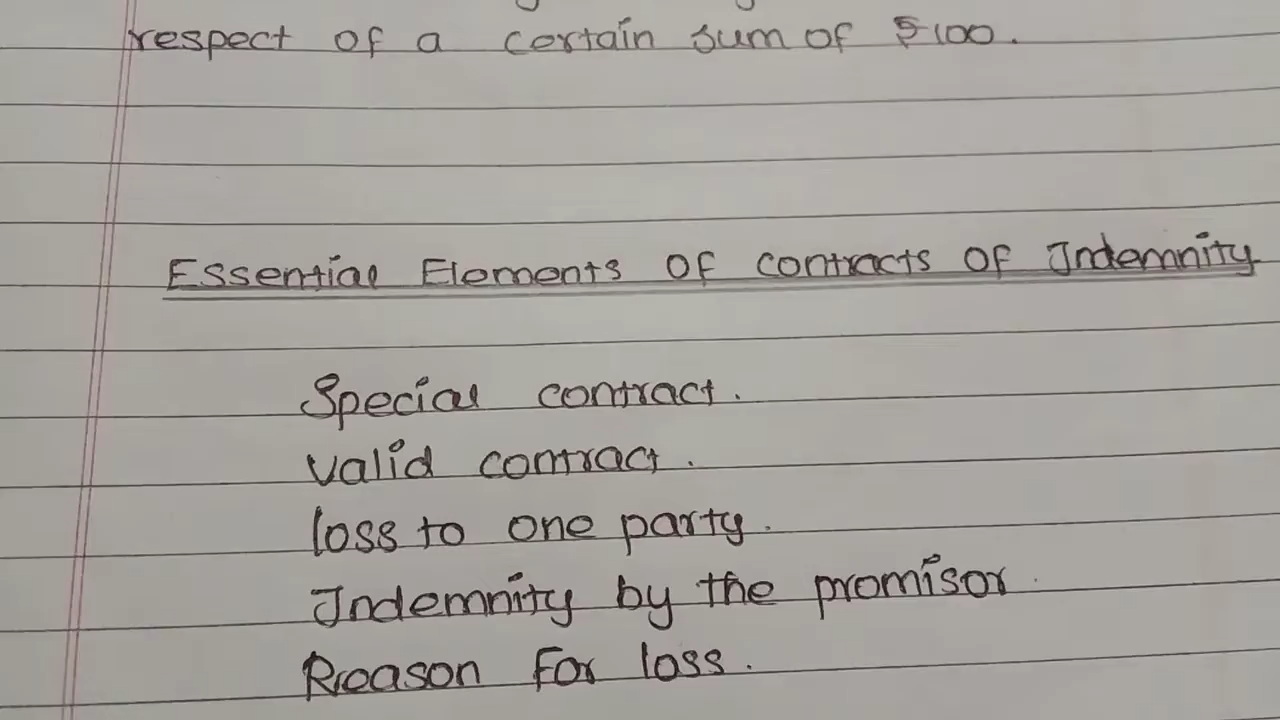 respect of a certain sum of $100.
Essential Elements of contracts of Indemnity
Special contract.
valid contract.
loss to one party.
Indemnity by the promisor
Reason for loss.